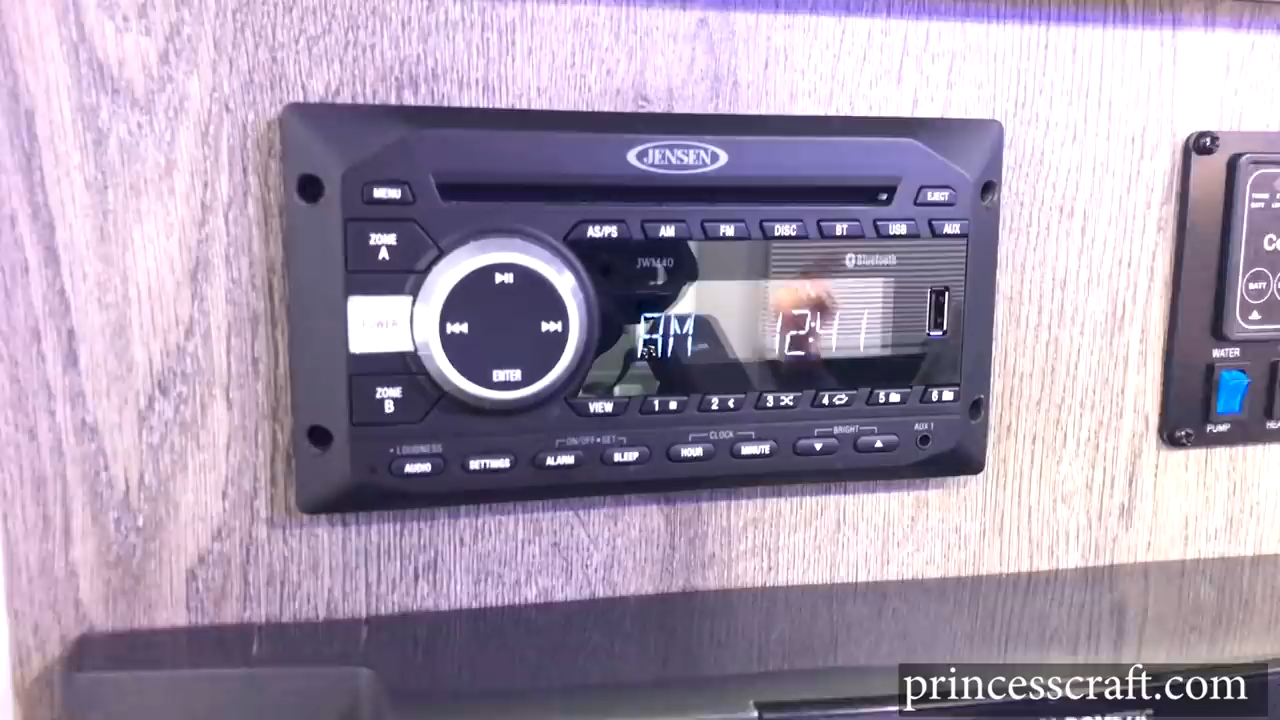 JENSEN
MENU
EJECT
ZONE
A
AS/PS AM FM DISC BT USB AUX
JWM40
Bluetooth
POWER
AM 12:41
ENTER
ZONE
B
VIEW 1 2 3 4 5 6
LOUDNESS
ON/OFF•SET
CLOCK
BRIGHT
AUX 1
AUDIO SETTINGS ALARM SLEEP HOUR MINUTE
BATT
WATER
PUMP
princesscraft.com